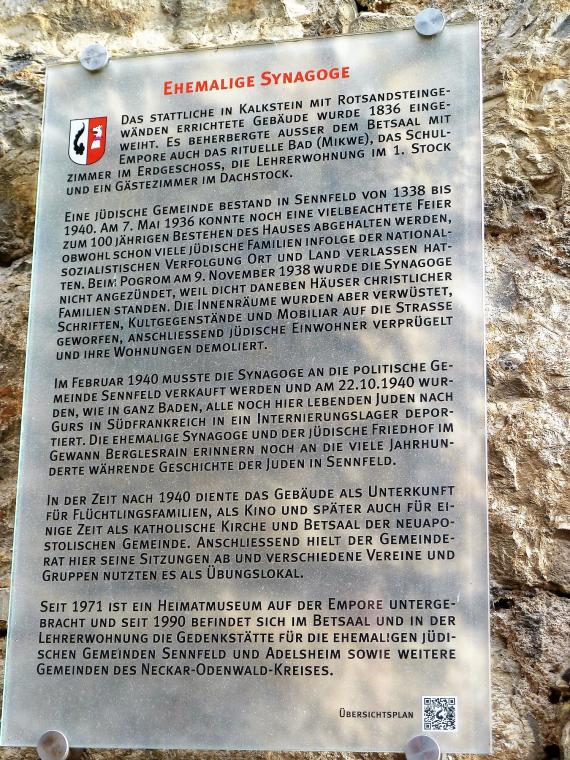 EHEMALIGE SYNAGOGE
DAS STATTLICHE IN KALKSTEIN MIT ROTSANDSTEINGE-
WÄNDEN ERRICHTETE GEBÄUDE WURDE 1836 EINGE-
WEIHT. ES BEHERBERGTE AUSSER DEM BETSAAL MIT
EMPORE AUCH DAS RITUELLE BAD (MIKWE), DAS SCHUL-
ZIMMER IM ERDGESCHOSS, DIE LEHRERWOHNUNG IM 1. STOCK
UND EIN GÄSTEZIMMER IM DACHSTOCK.
EINE JÜDISCHE GEMEINDE BESTAND IN SENNFELD VON 1338 BIS
1940. AM 7. MAI 1936 KONNTE NOCH EINE VIELBEACHTETE FEIER
ZUM 100 JÄHRIGEN BESTEHEN DES HAUSES ABGEHALTEN WERDEN,
OBWOHL SCHON VIELE JÜDISCHE FAMILIEN INFOLGE DER NATIONAL-
SOZIALISTISCHEN VERFOLGUNG ORT UND LAND VERLASSEN HAT-
TEN. BEIM POGROM AM 9. NOVEMBER 1938 WURDE DIE SYNAGOGE
NICHT ANGEZÜNDET, WEIL DICHT DANEBEN HÄUSER CHRISTLICHER
FAMILIEN STANDEN. DIE INNENRÄUME WURDEN ABER VERWÜSTET,
SCHRIFTEN, KULTGEGENSTÄNDE UND MOBILIAR AUF DIE STRASSE
GEWORFEN, ANSCHLIESSEND JÜDISCHE EINWOHNER VERPRÜGELT
UND IHRE WOHNUNGEN DEMOLIERT.
IM FEBRUAR 1940 MUSSTE DIE SYNAGOGE AN DIE POLITISCHE GE-
MEINDE SENNFELD VERKAUFT WERDEN UND AM 22.10.1940 WUR-
DEN, WIE IN GANZ BADEN, ALLE NOCH HIER LEBENDEN JUDEN NACH
GURS IN SÜDFRANKREICH IN EIN INTERNIERUNGSLAGER DEPOR-
TIERT. DIE EHEMALIGE SYNAGOGE UND DER JÜDISCHE FRIEDHOF IM
GEWANN BERGLESRAIN ERINNERN NOCH AN DIE VIELE JAHRHUN-
DERTE WÄHRENDE GESCHICHTE DER JUDEN IN SENNFELD.
IN DER ZEIT NACH 1940 DIENTE DAS GEBÄUDE ALS UNTERKUNFT
FÜR FLÜCHTLINGSFAMILIEN, ALS KINO UND SPÄTER AUCH FÜR EI-
NIGE ZEIT ALS KATHOLISCHE KIRCHE UND BETSAAL DER NEUAPO-
STOLISCHEN GEMEINDE. ANSCHLIESSEND HIELT DER GEMEINDE-
RAT HIER SEINE SITZUNGEN AB UND VERSCHIEDENE VEREINE UND
GRUPPEN NUTZTEN ES ALS ÜBUNGSLOKAL.
SEIT 1971 IST EIN HEIMATMUSEUM AUF DER EMPORE UNTERGE-
BRACHT UND SEIT 1990 BEFINDET SICH IM BETSAAL UND IN DER
LEHRERWOHNUNG DIE GEDENKSTÄTTE FÜR DIE EHEMALIGEN JÜDI-
SCHEN GEMEINDEN SENNFELD UND ADELSHEIM SOWIE WEITERE
GEMEINDEN DES NECKAR-ODENWALD-KREISES.
ÜBERSICHTSPLAN